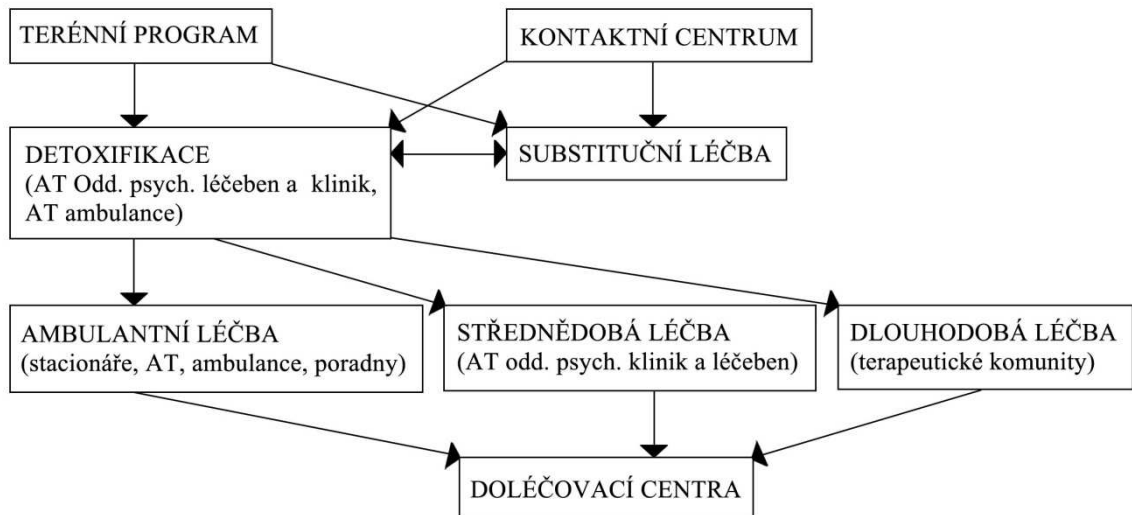 TERÉNNÍ PROGRAM
KONTAKTNÍ CENTRUM
DETOXIFIKACE
(AT Odd. psych. léčeben a klinik,
AT ambulance)
SUBSTITUČNÍ LÉČBA
AMBULANTNÍ LÉČBA
(stacionáře, AT, ambulance, poradny)
STŘEDNĚDOBÁ LÉČBA
(AT odd. psych. klinik a léčeben)
DLOUHODOBÁ LÉČBA
(terapeutické komunity)
DOLÉČOVACÍ CENTRA